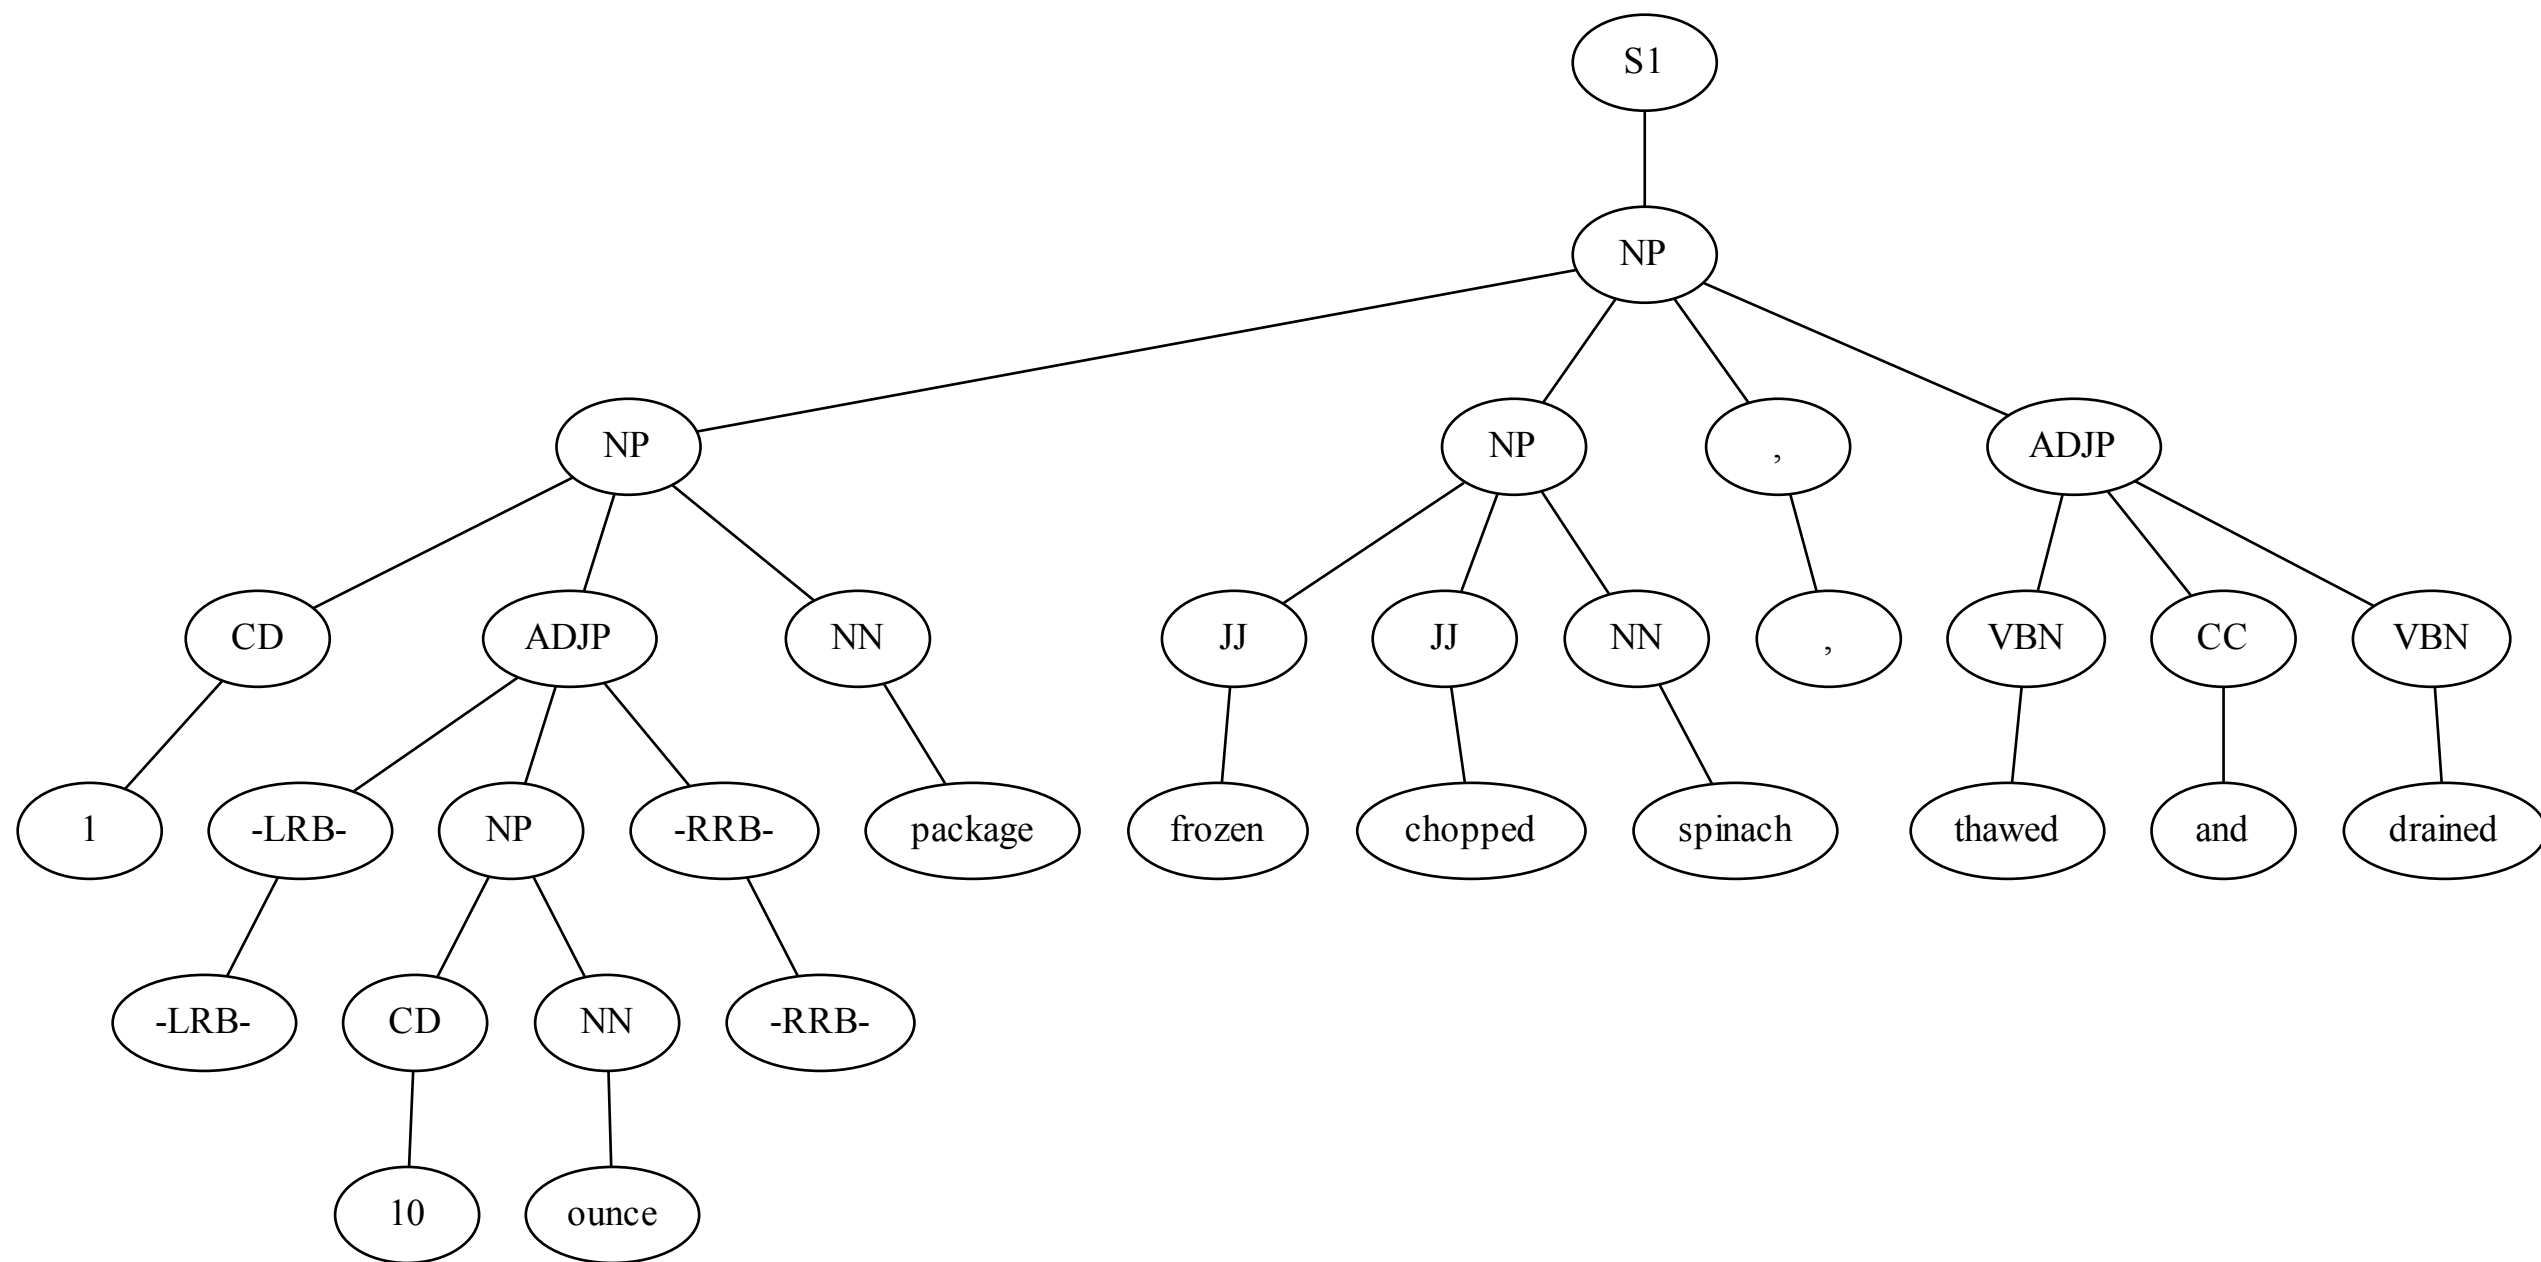 S1
NP
NP NP , ADJP
CD ADJP NN JJ JJ NN , VBN CC VBN
1 -LRB- NP -RRB- package frozen chopped spinach thawed and drained
-LRB- CD NN -RRB-
10 ounce